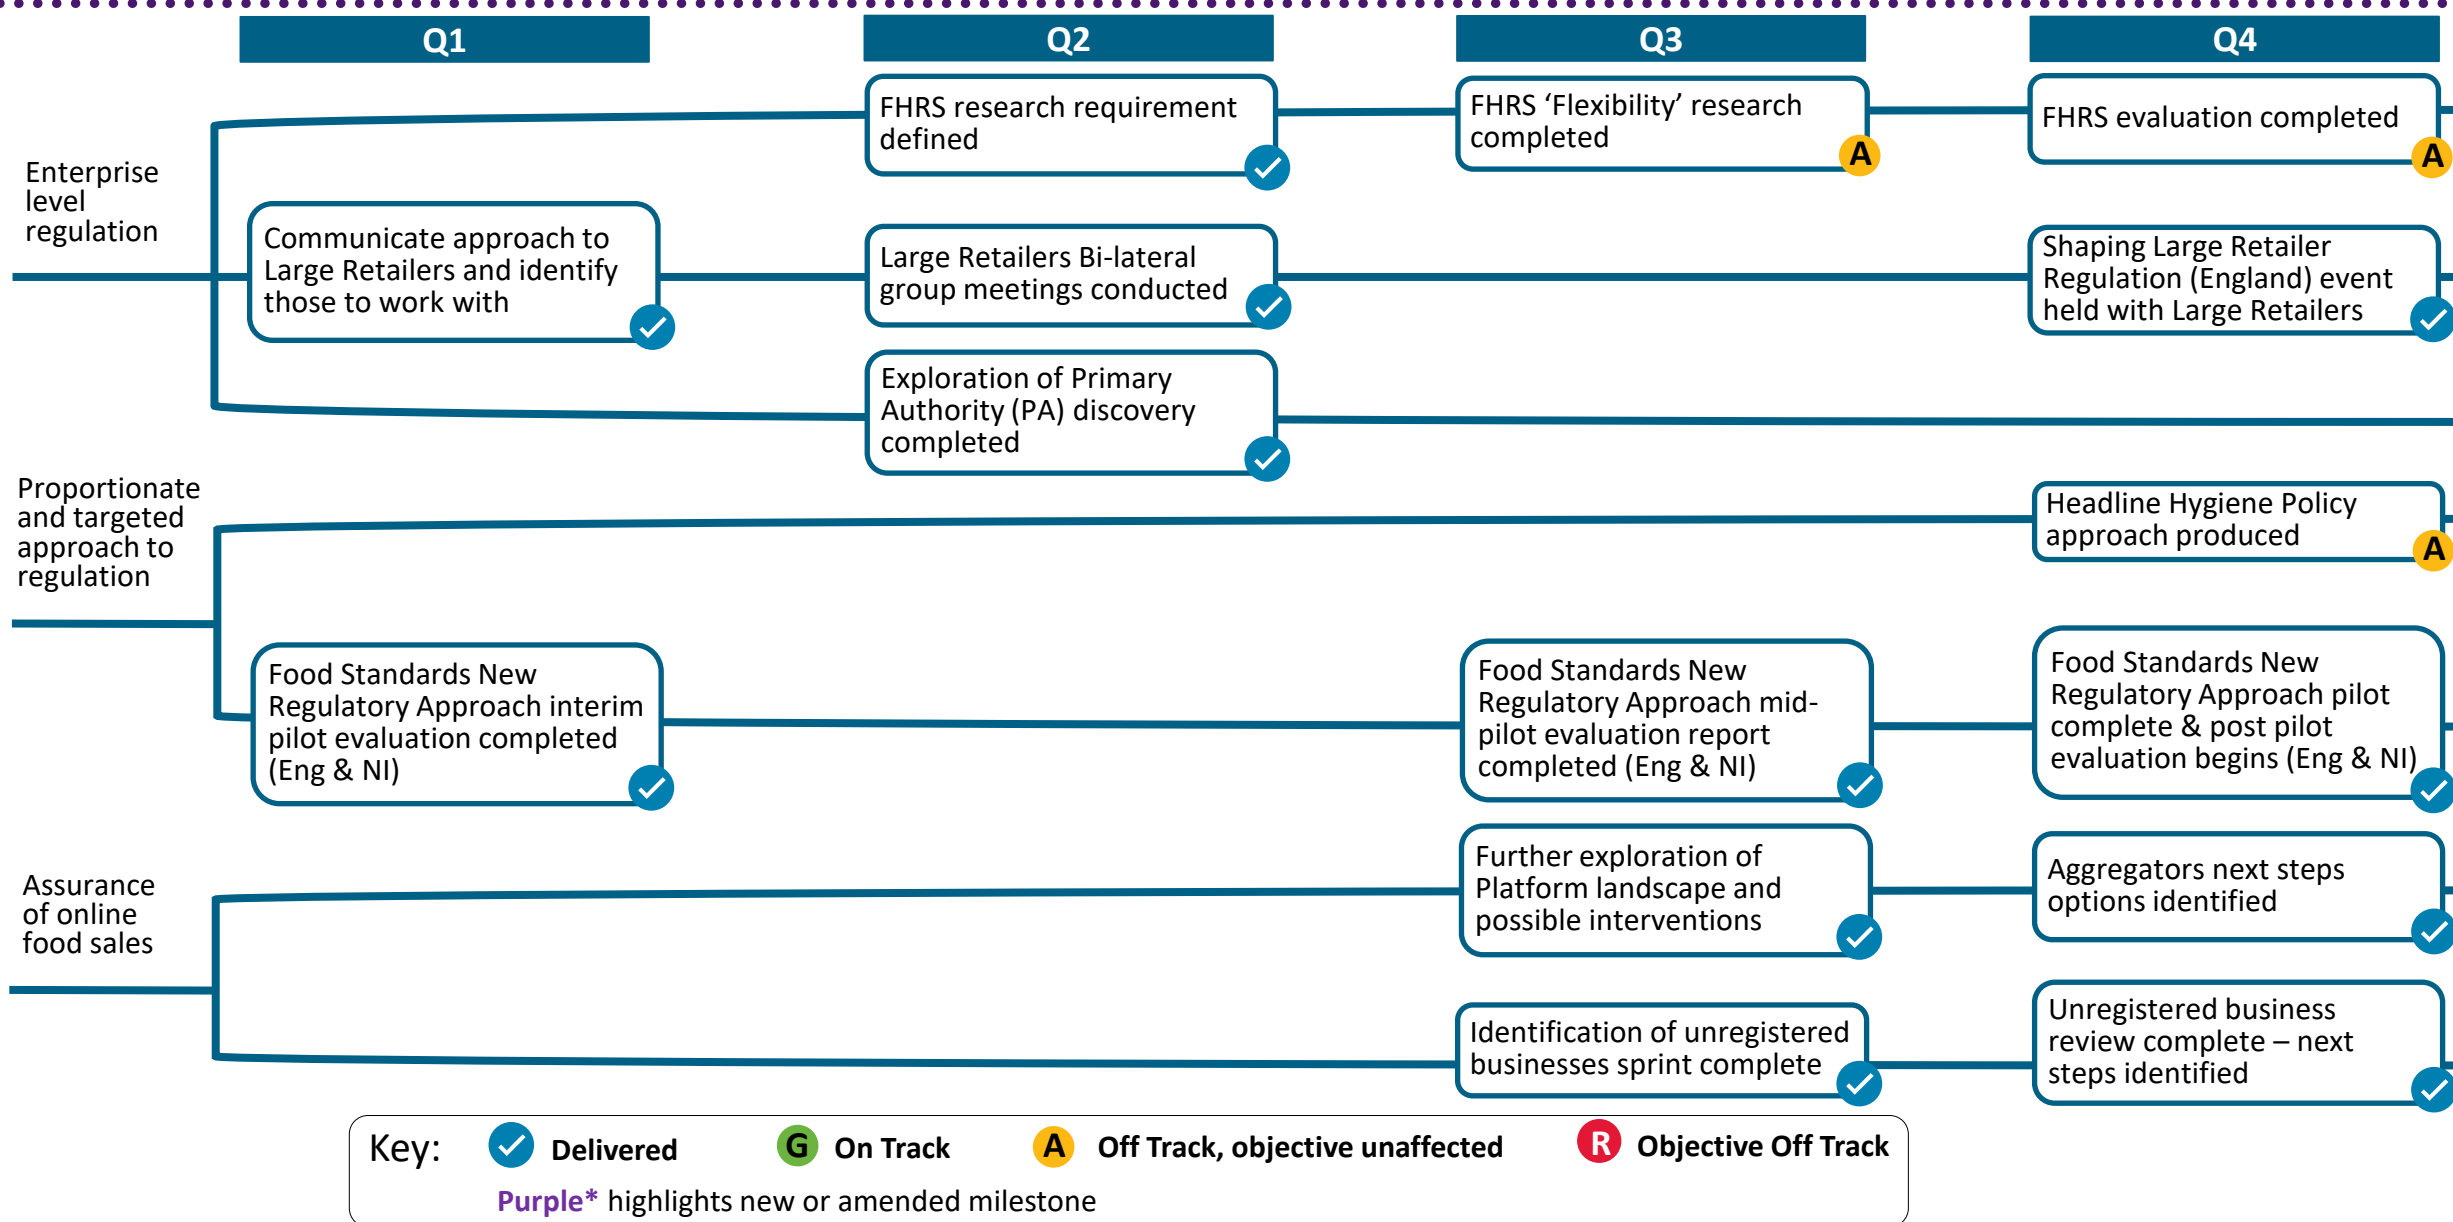 Q1
Q2
Q3
Q4
Enterprise
level
regulation
FHRS research requirement
defined
FHRS ‘Flexibility’ research
completed
A
FHRS evaluation completed
A
Communicate approach to
Large Retailers and identify
those to work with
Large Retailers Bi-lateral
group meetings conducted
Shaping Large Retailer
Regulation (England) event
held with Large Retailers
Exploration of Primary
Authority (PA) discovery
completed
Proportionate
and targeted
approach to
regulation
Headline Hygiene Policy
approach produced
A
Food Standards New
Regulatory Approach interim
pilot evaluation completed
(Eng & NI)
Food Standards New
Regulatory Approach mid-
pilot evaluation report
completed (Eng & NI)
Food Standards New
Regulatory Approach pilot
complete & post pilot
evaluation begins (Eng & NI)
Assurance
of online
food sales
Further exploration of
Platform landscape and
possible interventions
Aggregators next steps
options identified
Identification of unregistered
businesses sprint complete
Unregistered business
review complete – next
steps identified
Key: Delivered G On Track A Off Track, objective unaffected R Objective Off Track
Purple* highlights new or amended milestone